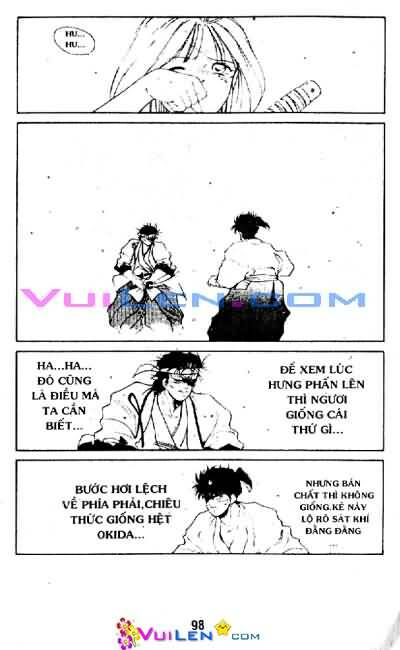 HU...
HU...
VUILEN.COM
HA...HA...
ĐÓ CŨNG
LÀ ĐIỀU MÀ
TA CẦN
BIẾT...
ĐỂ XEM LÚC
HƯNG PHẤN LÊN
THÌ NGƯƠI
GIỐNG CÁI
THỨ GÌ...
BƯỚC HƠI LỆCH
VỀ PHÍA PHẢI,CHIÊU
THỨC GIỐNG HỆT
OKIDA...
NHƯNG BẢN
CHẤT THÌ KHÔNG
GIỐNG.KẺ NÀY
LỘ RÕ SÁT KHÍ
ĐẰNG ĐẰNG
...
98
VUILEN.COM